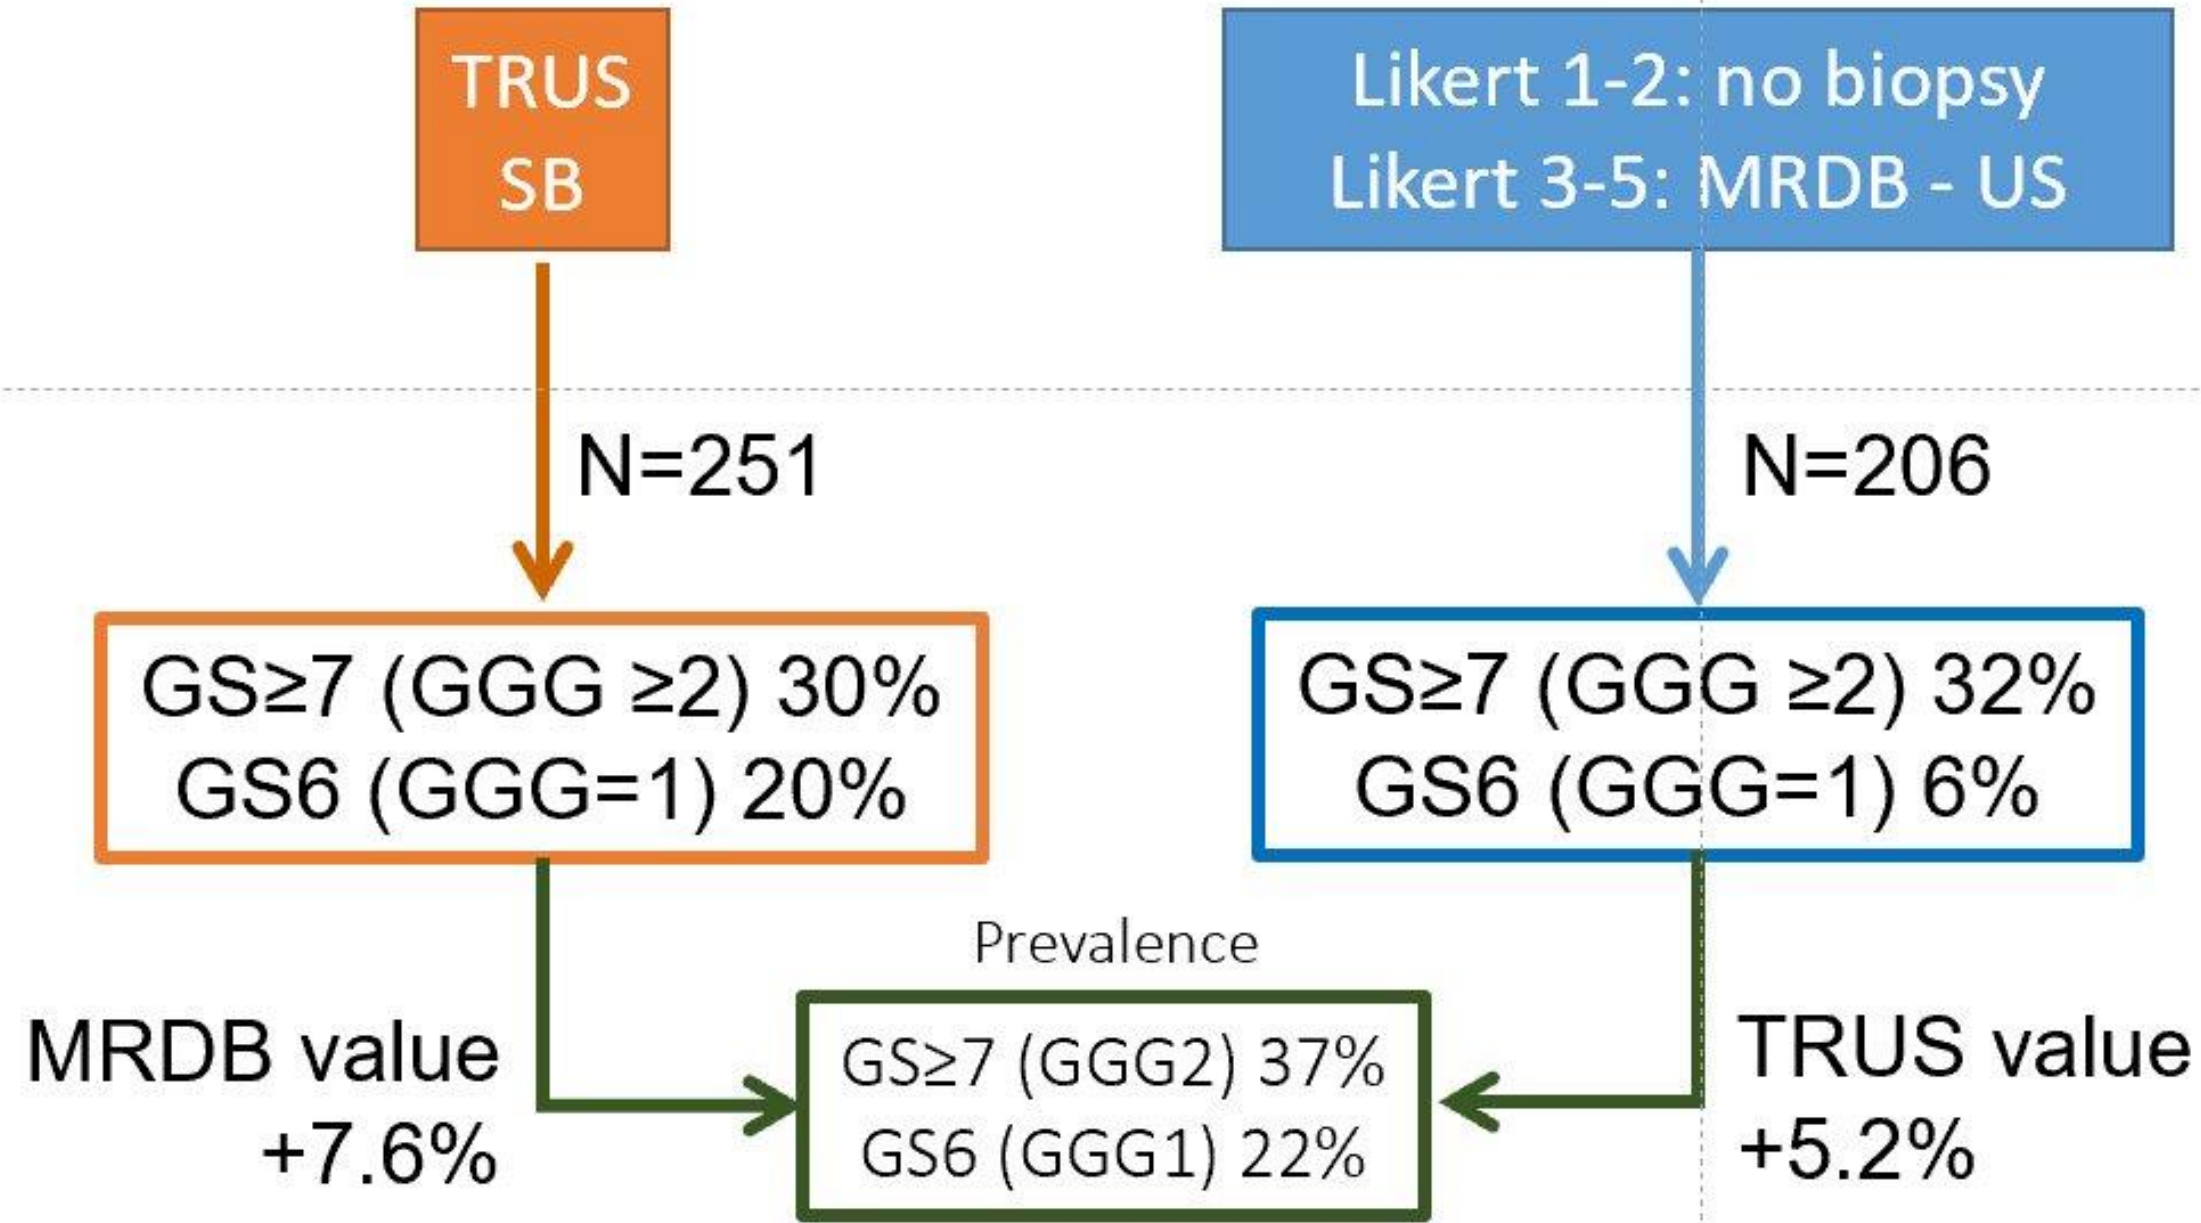 TRUS
SB
Likert 1-2: no biopsy
Likert 3-5: MRDB - US
N=251
N=206
GS≥7 (GGG ≥2) 30%
GS6 (GGG=1) 20%
GS≥7 (GGG ≥2) 32%
GS6 (GGG=1) 6%
Prevalence
MRDB value
+7.6%
GS≥7 (GGG2) 37%
GS6 (GGG1) 22%
TRUS value
+5.2%